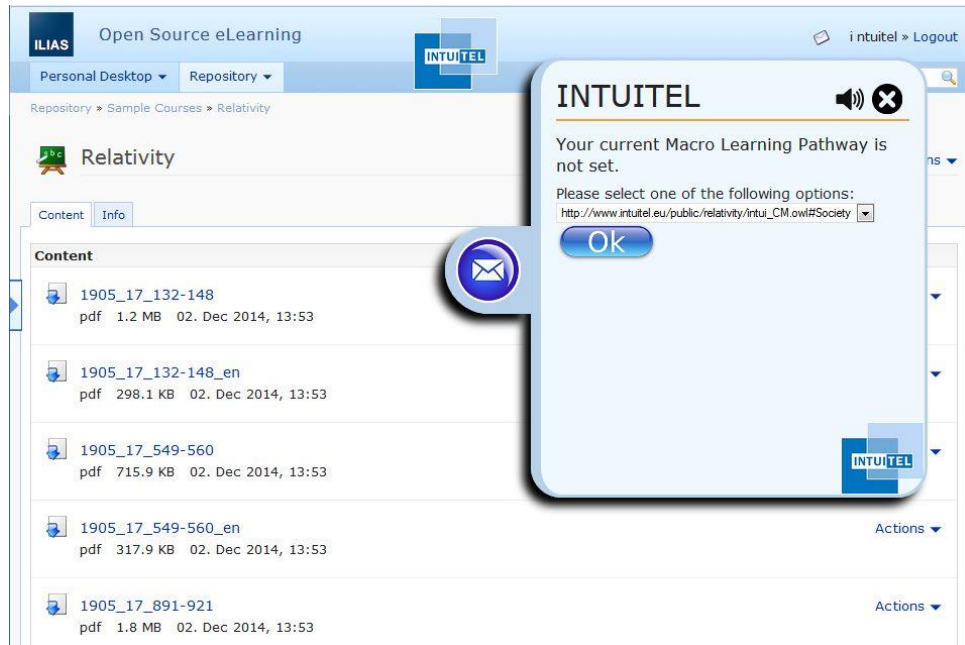 ILIAS
Open Source eLearning
INTUITEL
i ntuitel » Logout
Personal Desktop
Repository
Repository » Sample Courses » Relativity
Relativity
ns
Content
Info
Content
1905_17_132-148
pdf 1.2 MB 02. Dec 2014, 13:53
1905_17_132-148_en
pdf 298.1 KB 02. Dec 2014, 13:53
1905_17_549-560
pdf 715.9 KB 02. Dec 2014, 13:53
1905_17_549-560_en
Actions
pdf 317.9 KB 02. Dec 2014, 13:53
1905_17_891-921
Actions
pdf 1.8 MB 02. Dec 2014, 13:53
INTUITEL
Your current Macro Learning Pathway is
not set.
Please select one of the following options:
http://www.intuitel.eu/public/relativity/intui_CM.owl#Society
Ok
INTUITEL